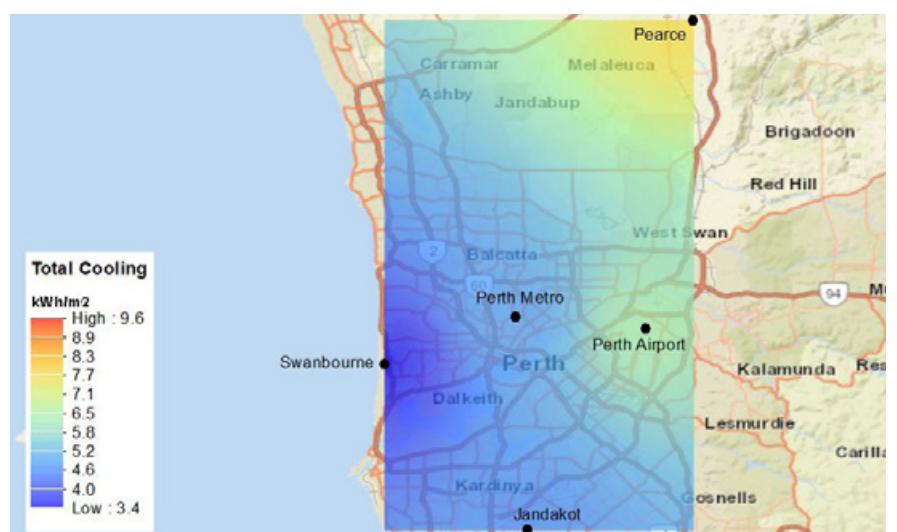 Pearce
Carramar
Melaleuca
Ashby
Jandabup
Brigadoon
Red Hill
West Swan
2
Balcatta
60
94
Perth Metro
Perth Airport
Swanbourne
Perth
Kalamunda
Dalkeith
Lesmurdie
Kardinya
Gosnells
Jandakot
Total Cooling
kWh/m2
High : 9.6
8.9
8.3
7.7
7.1
6.5
5.8
5.2
4.6
4.0
Low : 3.4